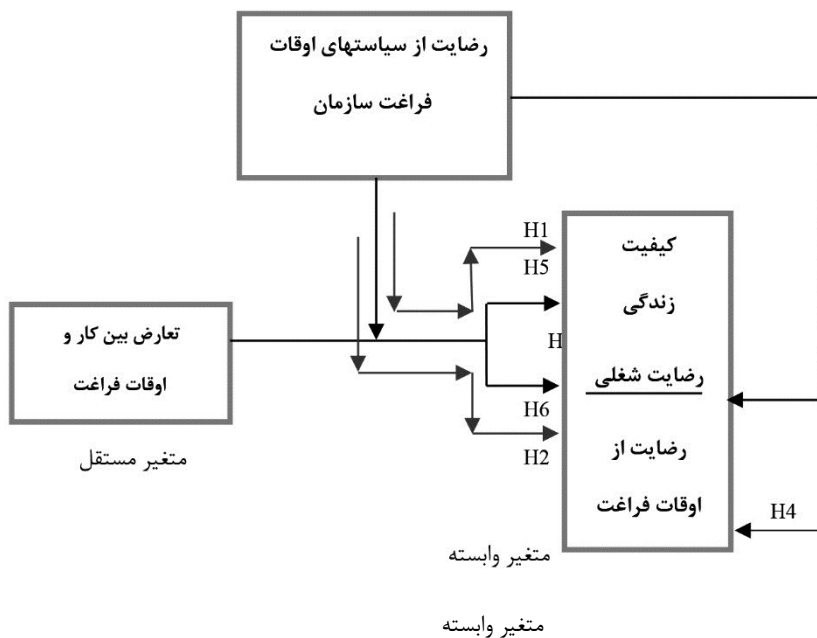 رضایت از سیاستهای اوقات
فراغت سازمان
H1
H5
کیفیت
زندگی
تعارض بین کار و
اوقات فراغت
H
رضایت شغلی
H6
H2
رضایت از
اوقات فراغت
H4
متغیر مستقل
متغیر وابسته
متغیر وابسته